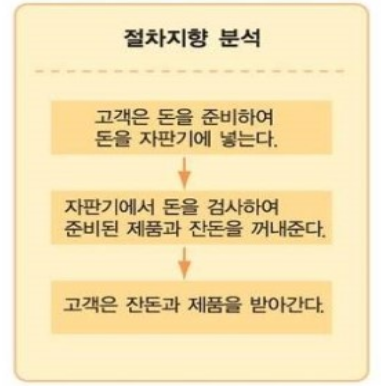 절차지향 분석
고객은 돈을 준비하여
돈을 자판기에 넣는다.
자판기에서 돈을 검사하여
준비된 제품과 잔돈을 꺼내준다.
고객은 잔돈과 제품을 받아간다.